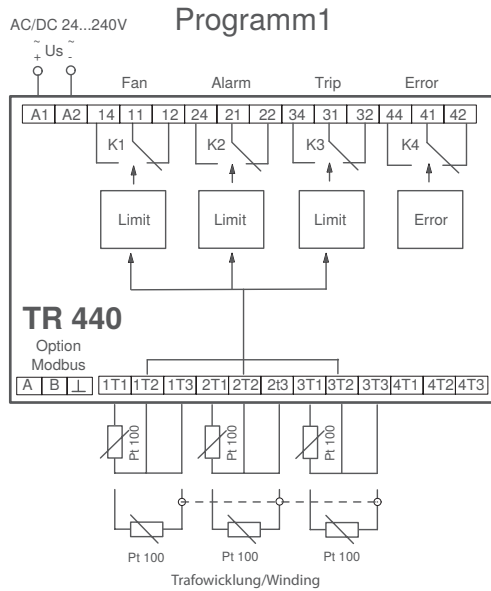 Programm1
AC/DC 24...240V
~ Us ~
+ -
Fan Alarm Trip Error
A1 A2 14 11 12 24 21 22 34 31 32 44 41 42
K1 K2 K3 K4
Limit Limit Limit Error
TR 440
Option
Modbus
A B ⊥ 1T1 1T2 1T3 2T1 2T2 2t3 3T1 3T2 3T3 4T1 4T2 4T3
Pt 100 Pt 100 Pt 100
Pt 100 Pt 100 Pt 100
Trafowicklung/Winding